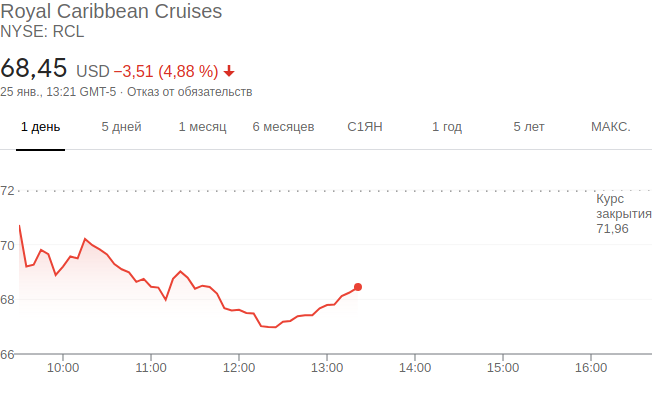 Royal Caribbean Cruises
NYSE: RCL
68,45 USD −3,51 (4,88 %)
25 янв., 13:21 GMT-5 · Отказ от обязательств
1 день 5 дней 1 месяц 6 месяцев С1ЯН 1 год 5 лет МАКС.
72
Курс
закрытия
71,96
70
68
66
10:00 11:00 12:00 13:00 14:00 15:00 16:00